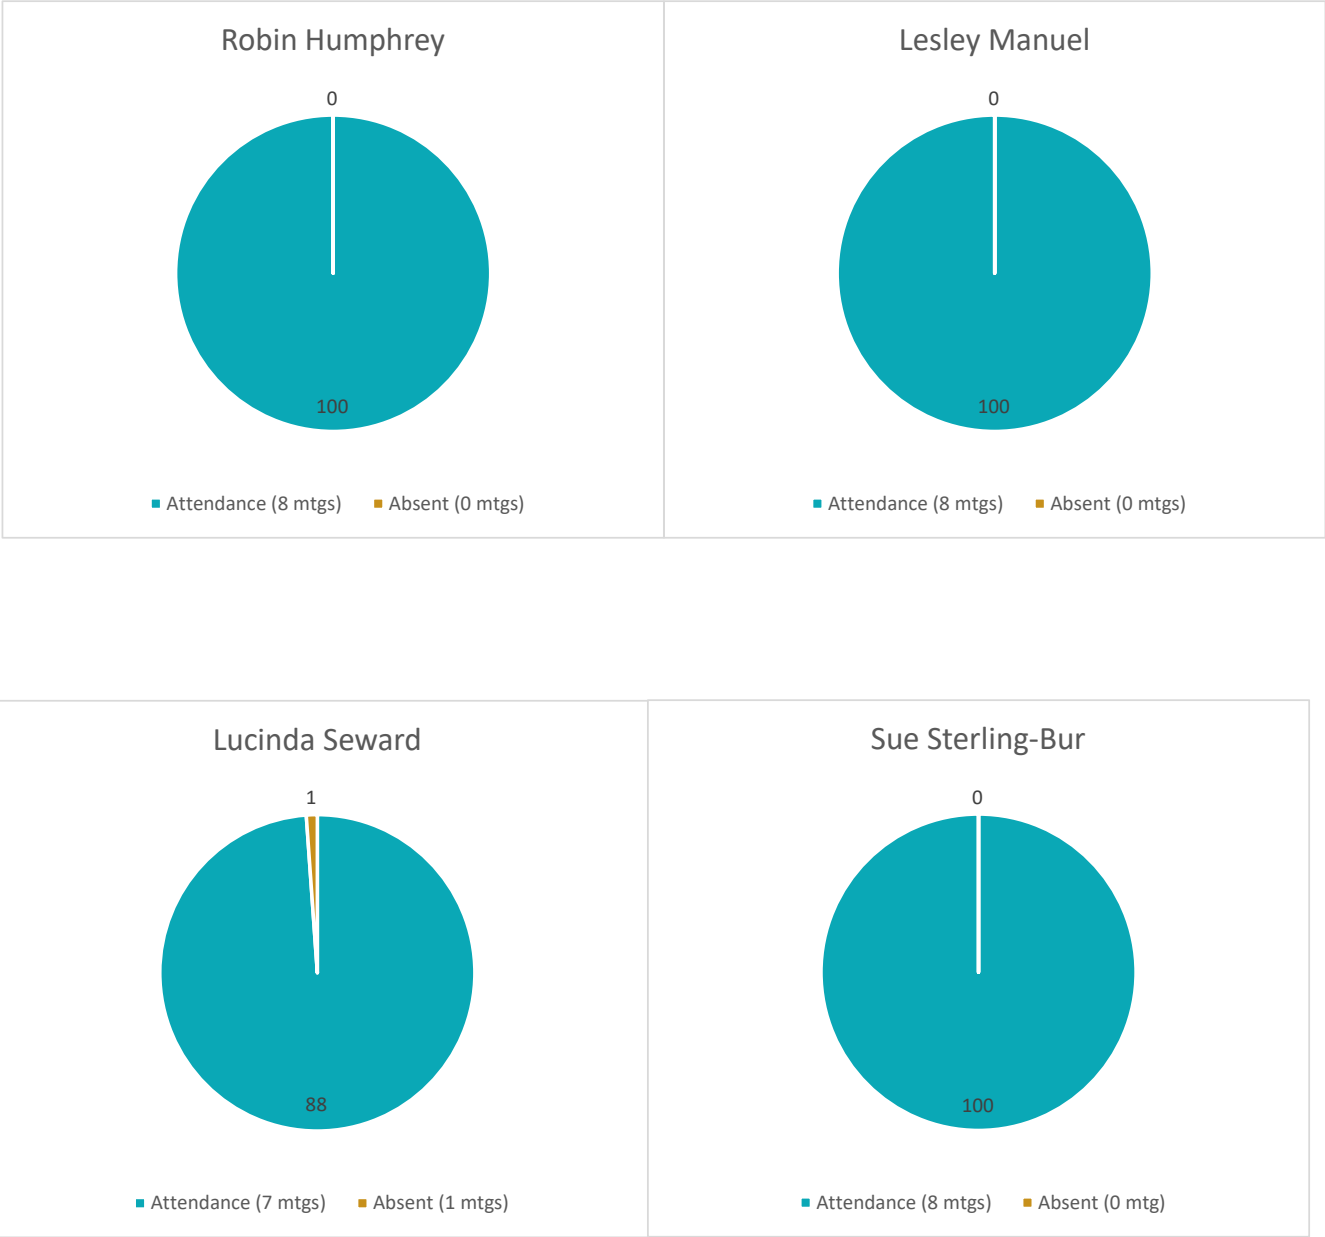 Robin Humphrey
0
100
Attendance (8 mtgs) Absent (0 mtgs)
Lesley Manuel
0
100
Attendance (8 mtgs) Absent (0 mtgs)
Lucinda Seward
1
88
Attendance (7 mtgs) Absent (1 mtgs)
Sue Sterling-Bur
0
100
Attendance (8 mtgs) Absent (0 mtg)